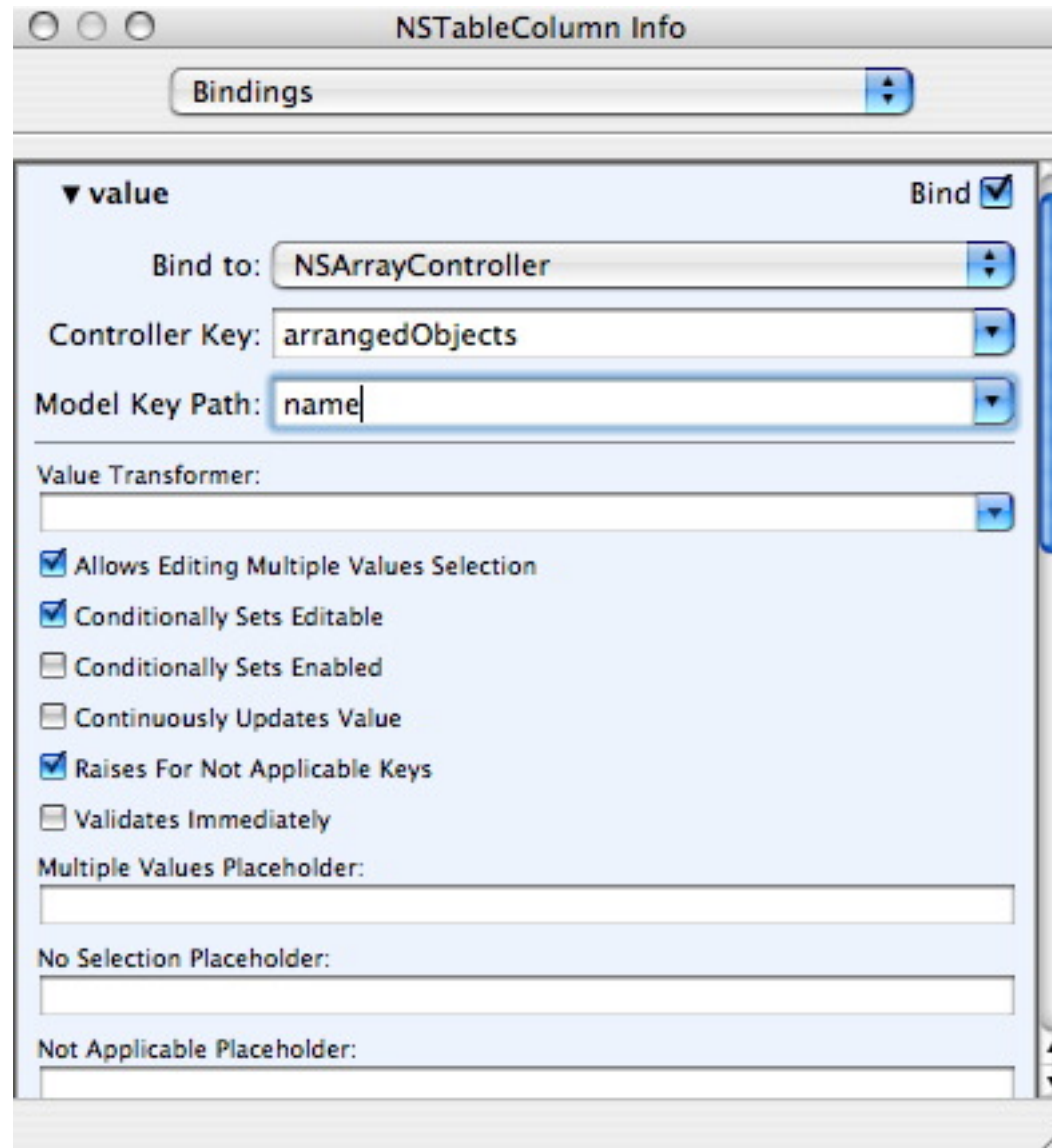 NSTableColumn Info
Bindings
value Bind
Bind to: NSArrayController
Controller Key: arrangedObjects
Model Key Path: name
Value Transformer:
Allows Editing Multiple Values Selection
Conditionally Sets Editable
Conditionally Sets Enabled
Continuously Updates Value
Raises For Not Applicable Keys
Validates Immediately
Multiple Values Placeholder:
No Selection Placeholder:
Not Applicable Placeholder: